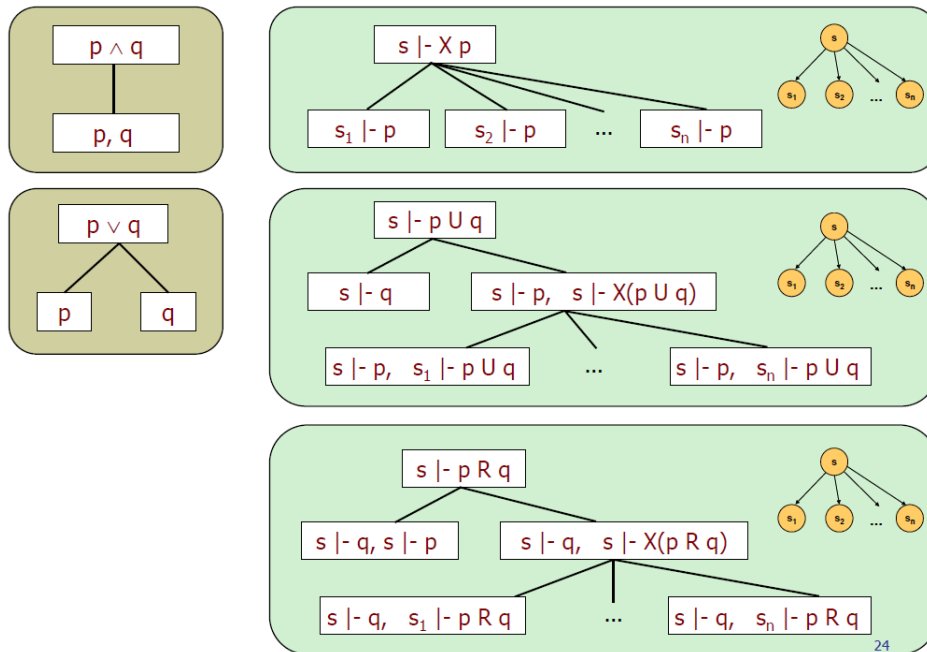 p ∧ q
p, q
p ∨ q
p q
s |- X p
s₁ |- p s₂ |- p ... sₙ |- p
s
s₁ s₂ ... sₙ
s |- p U q
s |- q s |- p, s |- X(p U q)
s |- p, s₁ |- p U q ... s |- p, sₙ |- p U q
s
s₁ s₂ ... sₙ
s |- p R q
s |- q, s |- p s |- q, s |- X(p R q)
s |- q, s₁ |- p R q ... s |- q, sₙ |- p R q
s
s₁ s₂ ... sₙ
24